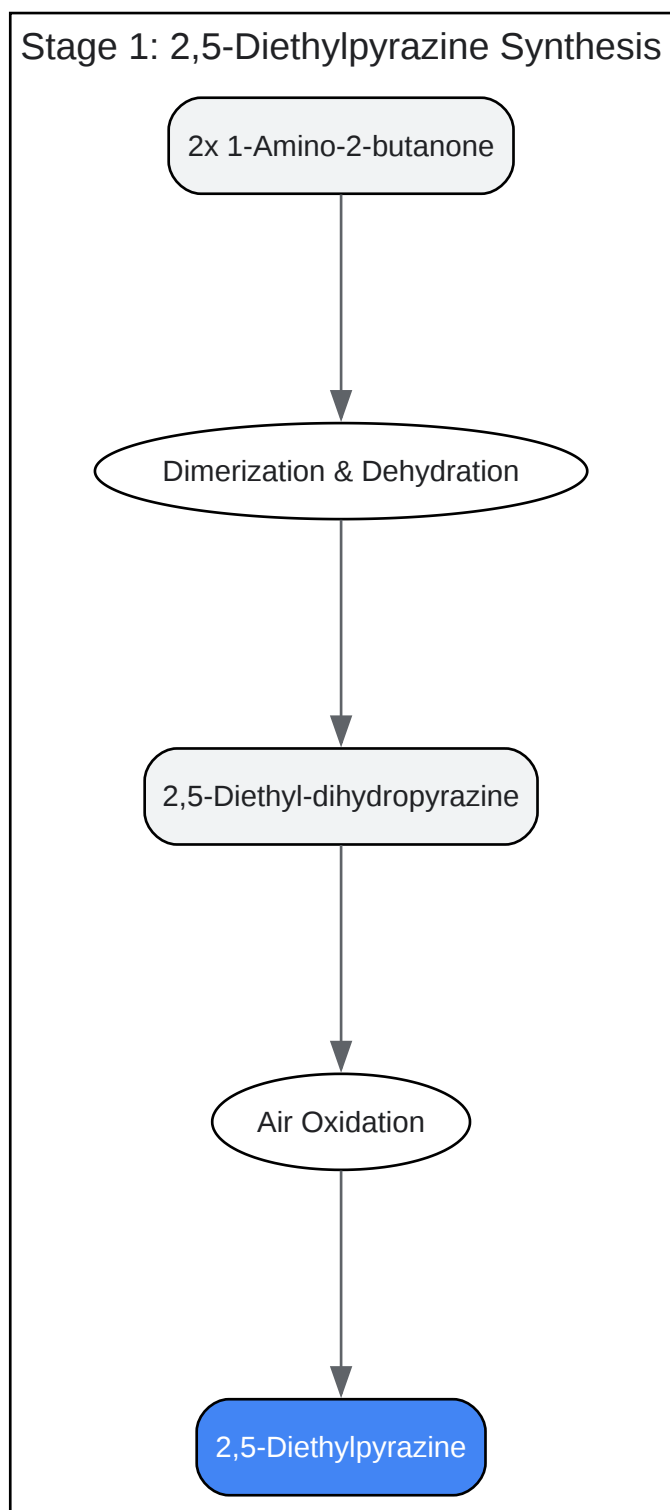 Stage 1: 2,5-Diethylpyrazine Synthesis
2x 1-Amino-2-butanone
Dimerization & Dehydration
2,5-Diethyl-dihydropyrazine
Air Oxidation
2,5-Diethylpyrazine